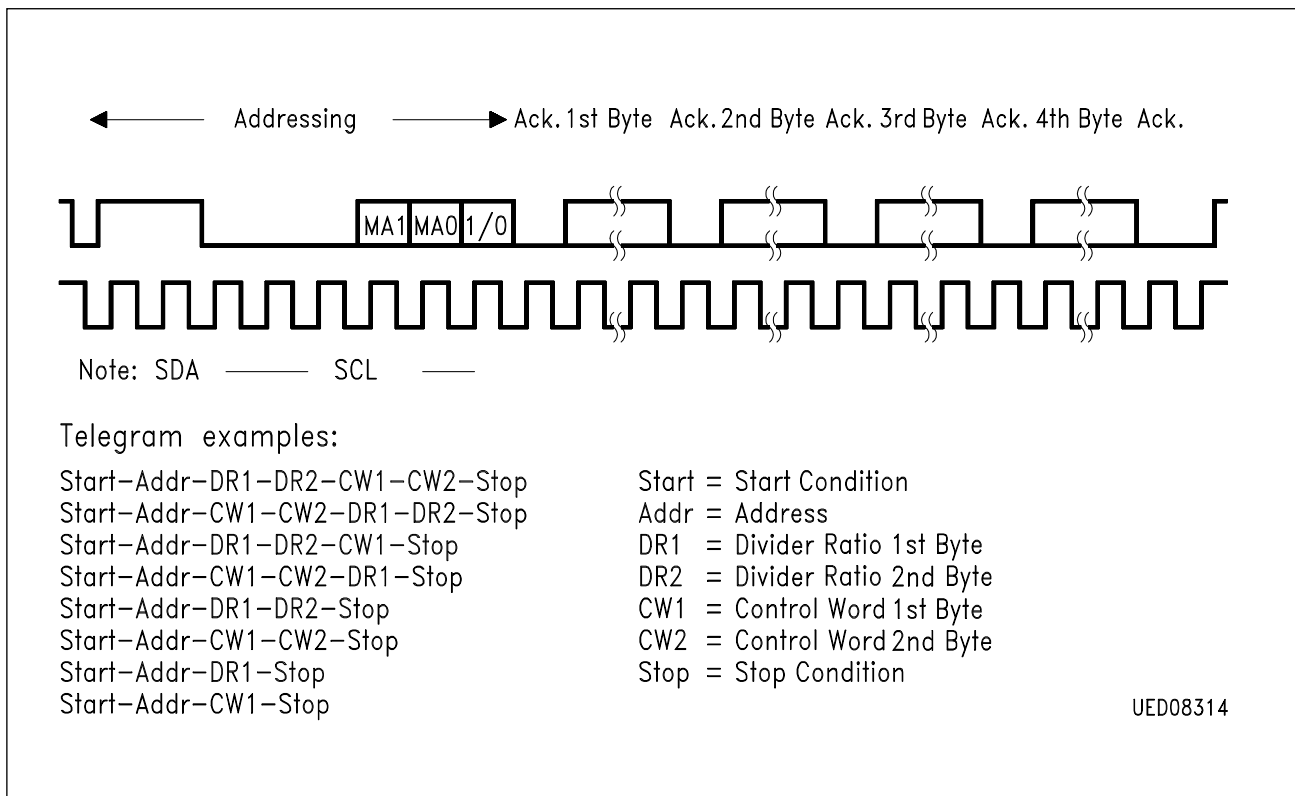 Addressing Ack. 1st Byte Ack. 2nd Byte Ack. 3rd Byte Ack. 4th Byte Ack.
MA1 MA0 1/0
Note: SDA SCL
Telegram examples:
Start-Addr-DR1-DR2-CW1-CW2-Stop
Start-Addr-CW1-CW2-DR1-DR2-Stop
Start-Addr-DR1-DR2-CW1-Stop
Start-Addr-CW1-CW2-DR1-Stop
Start-Addr-DR1-DR2-Stop
Start-Addr-CW1-CW2-Stop
Start-Addr-DR1-Stop
Start-Addr-CW1-Stop
Start = Start Condition
Addr = Address
DR1 = Divider Ratio 1st Byte
DR2 = Divider Ratio 2nd Byte
CW1 = Control Word 1st Byte
CW2 = Control Word 2nd Byte
Stop = Stop Condition
UED08314